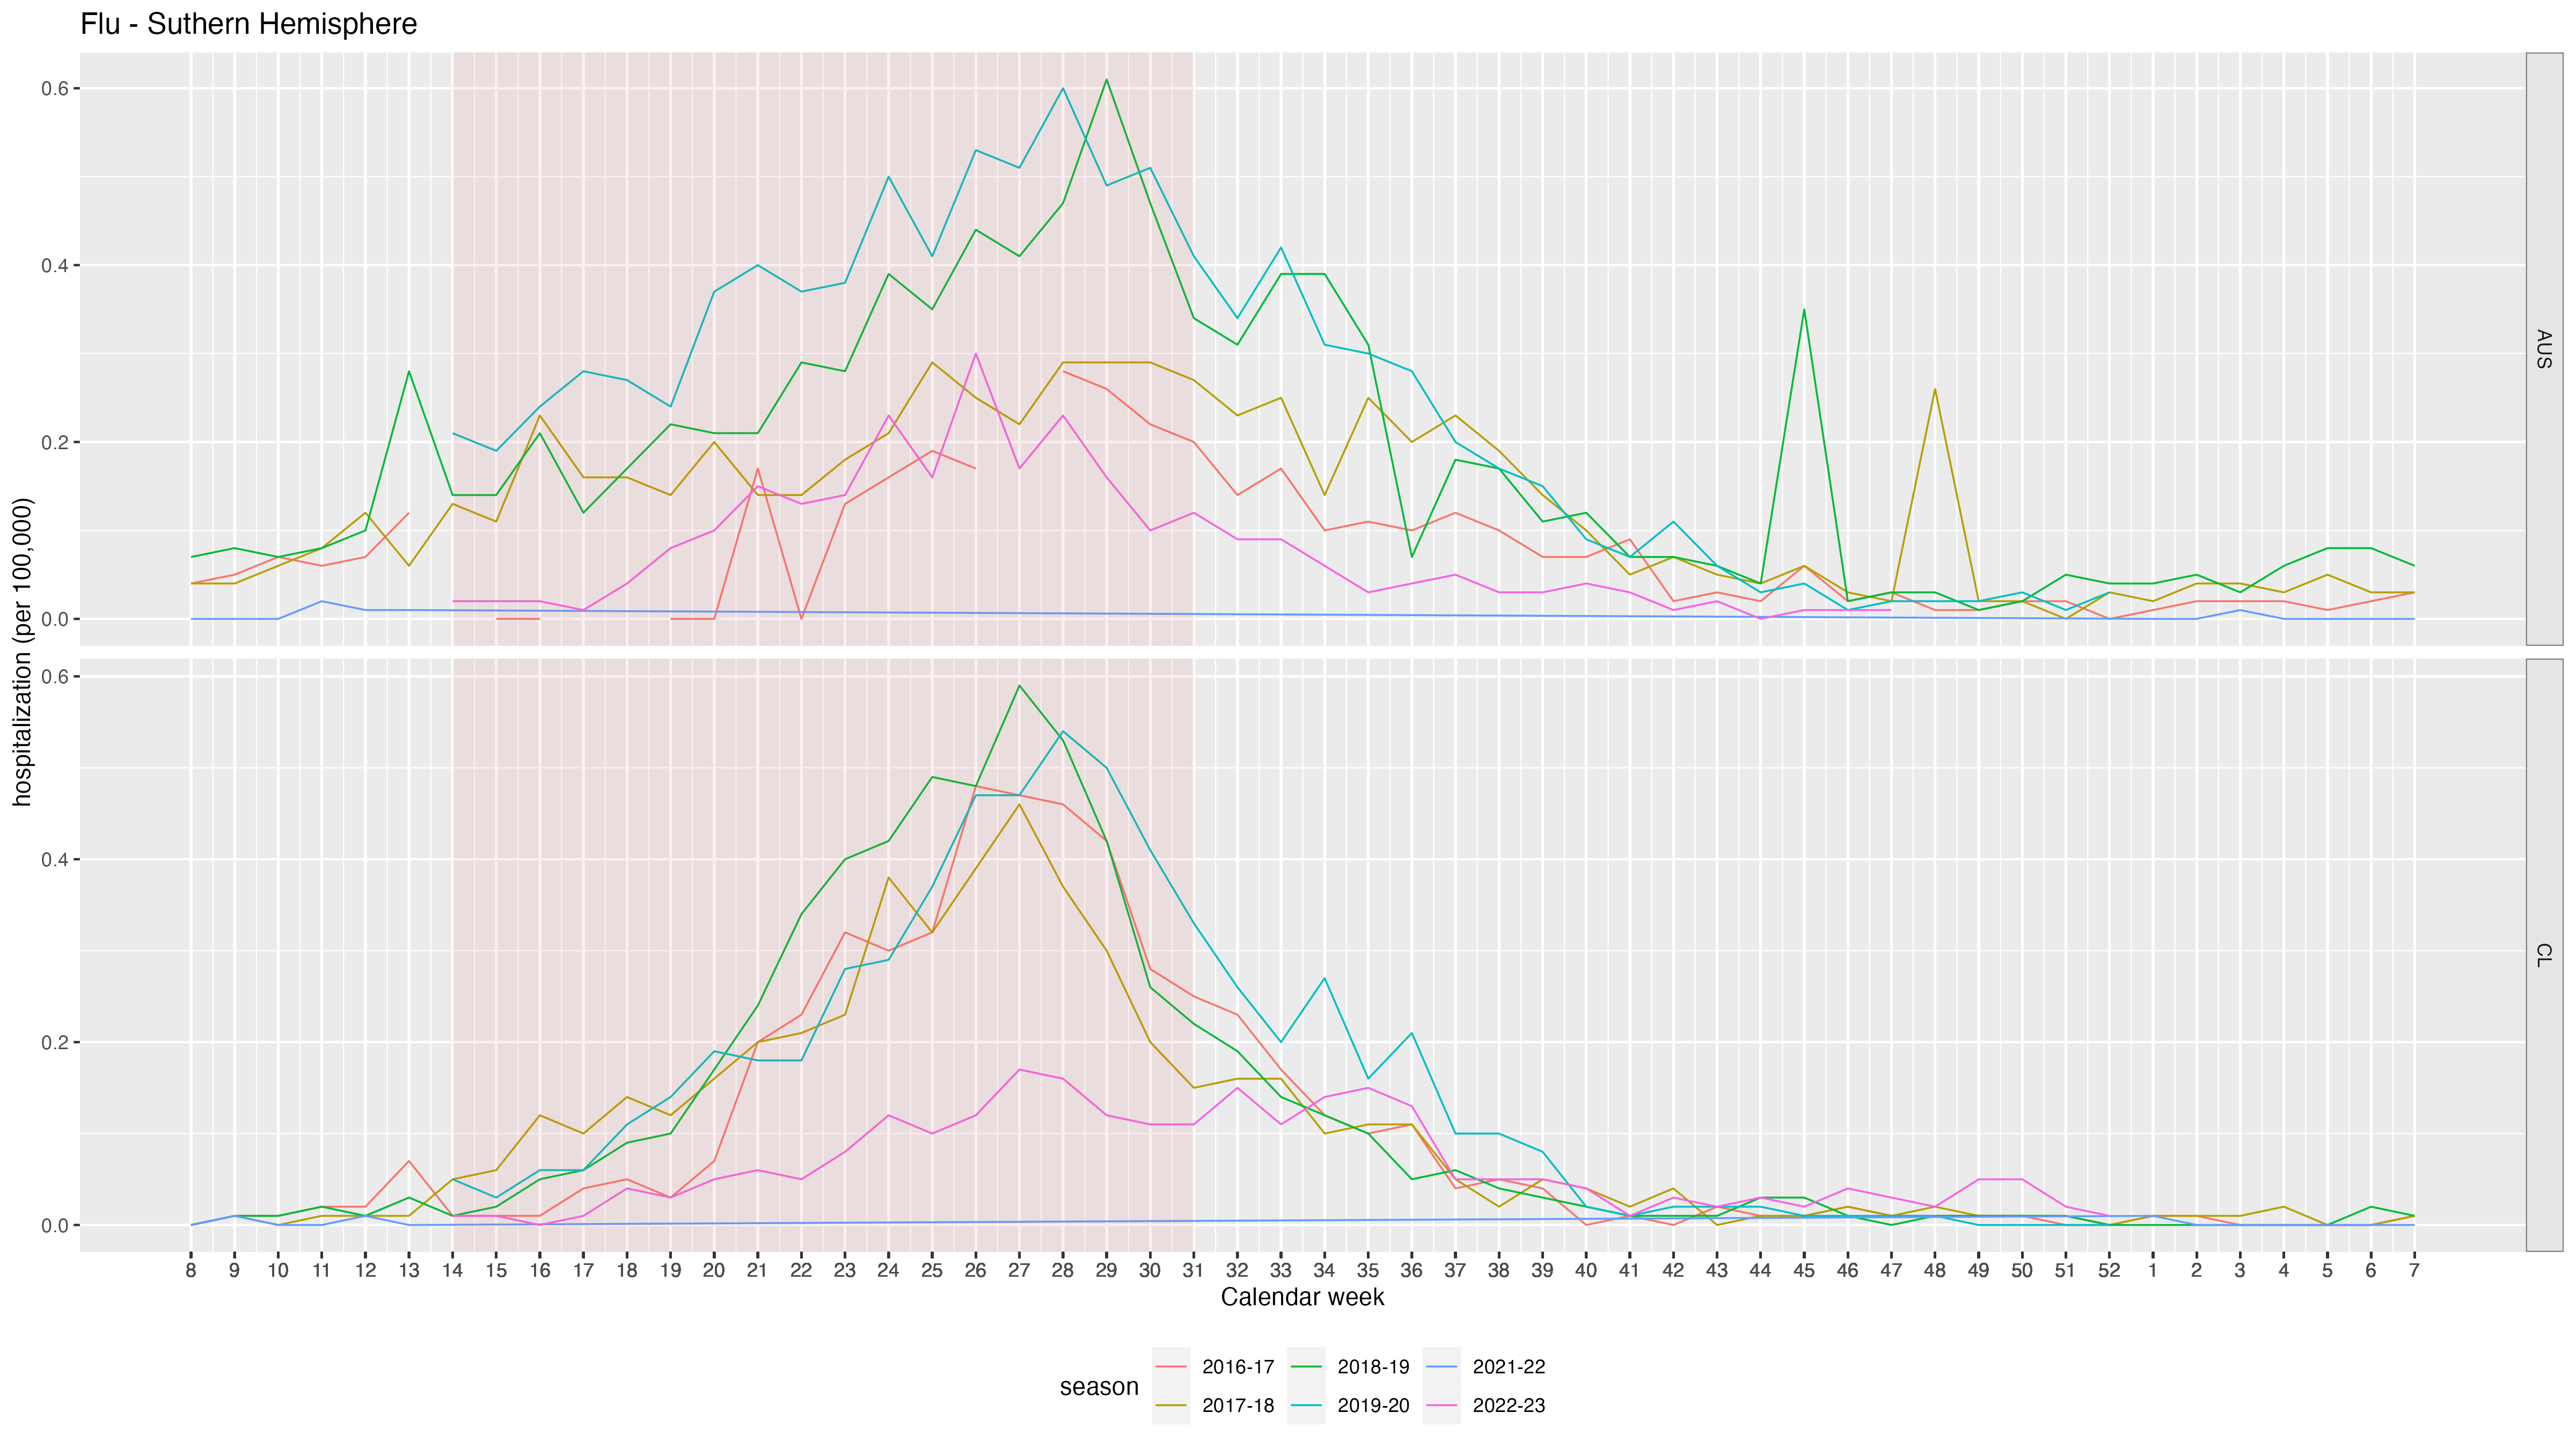 Flu - Suthern Hemisphere
hospitalization (per 100,000)
0.6
0.4
0.2
0.0
AUS
0.6
0.4
0.2
0.0
CL
8 9 10 11 12 13 14 15 16 17 18 19 20 21 22 23 24 25 26 27 28 29 30 31 32 33 34 35 36 37 38 39 40 41 42 43 44 45 46 47 48 49 50 51 52 1 2 3 4 5 6 7
Calendar week
season
2016-17 2018-19 2021-22
2017-18 2019-20 2022-23